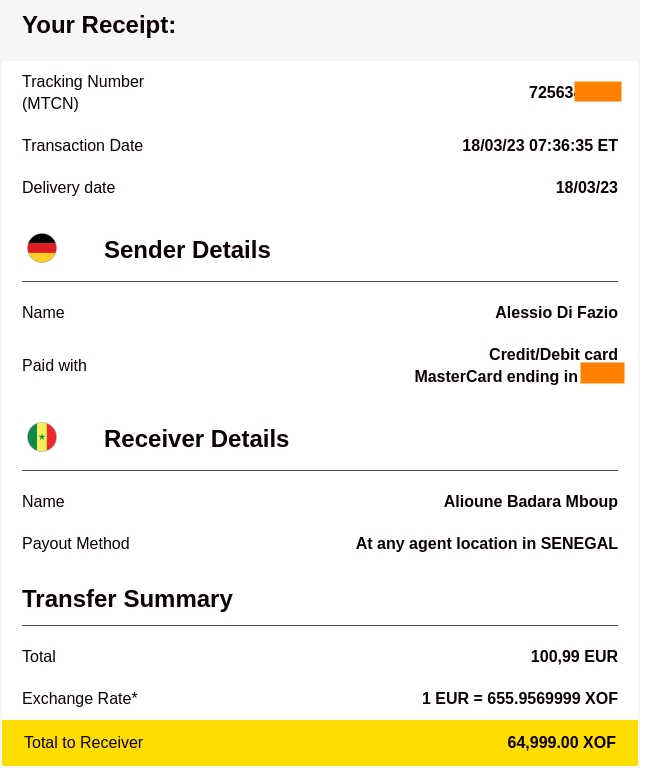 Your Receipt:
Tracking Number
(MTCN)
72563
Transaction Date
18/03/23 07:36:35 ET
Delivery date
18/03/23
Sender Details
Name
Alessio Di Fazio
Paid with
Credit/Debit card
MasterCard ending in
Receiver Details
Name
Alioune Badara Mboup
Payout Method
At any agent location in SENEGAL
Transfer Summary
Total
100,99 EUR
Exchange Rate*
1 EUR = 655.9569999 XOF
Total to Receiver
64,999.00 XOF